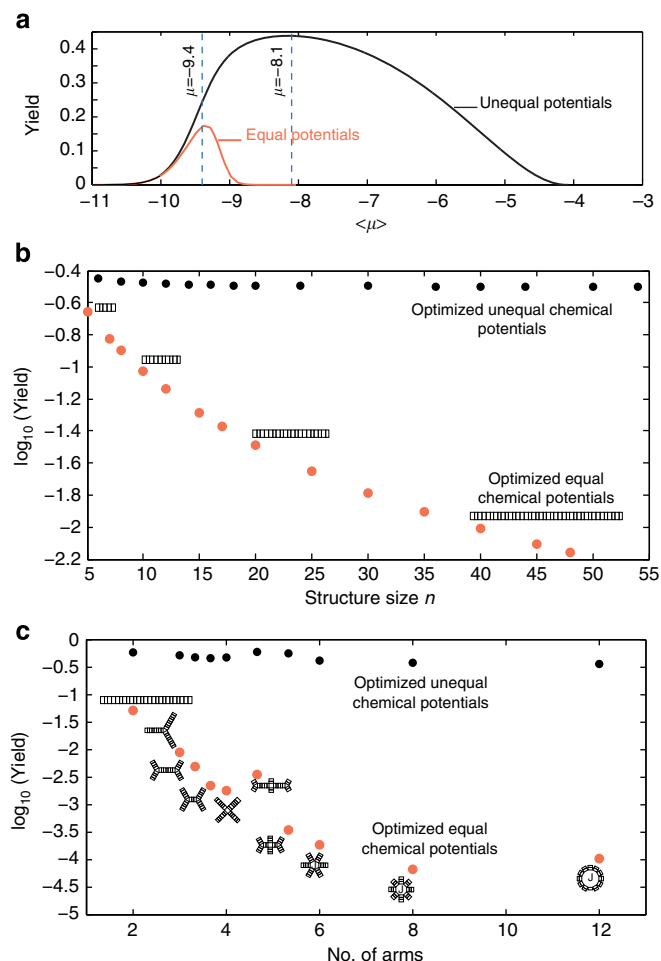 a
0.4
0.2
0
Yield
μ=–9.4
μ=–8.1
Unequal potentials
Equal potentials
–11 –10 –9 –8 –7 –6 –5 –4 –3
<μ>
b
–0.4
–0.6
–0.8
–1
–1.2
–1.4
–1.6
–1.8
–2
–2.2
log10 (Yield)
Optimized unequal chemical
potentials
Optimized equal
chemical potentials
5 10 15 20 25 30 35 40 45 50 55
Structure size n
c
0
–0.5
–1
–1.5
–2
–2.5
–3
–3.5
–4
–4.5
–5
log10 (Yield)
Optimized unequal
chemical potentials
Optimized equal
chemical potentials
J
J
2 4 6 8 10 12
No. of arms